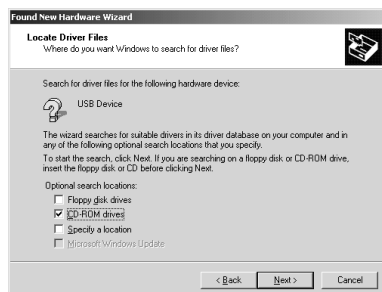 Found New Hardware Wizard
Locate Driver Files
Where do you want Windows to search for driver files?
Search for driver files for the following hardware device:
USB Device
The wizard searches for suitable drivers in its driver database on your computer and in
any of the following optional search locations that you specify.
To start the search, click Next. If you are searching on a floppy disk or CD-ROM drive,
insert the floppy disk or CD before clicking Next.
Optional search locations:
Floppy disk drives
CD-ROM drives
Specify a location
Microsoft Windows Update
< Back
Next >
Cancel